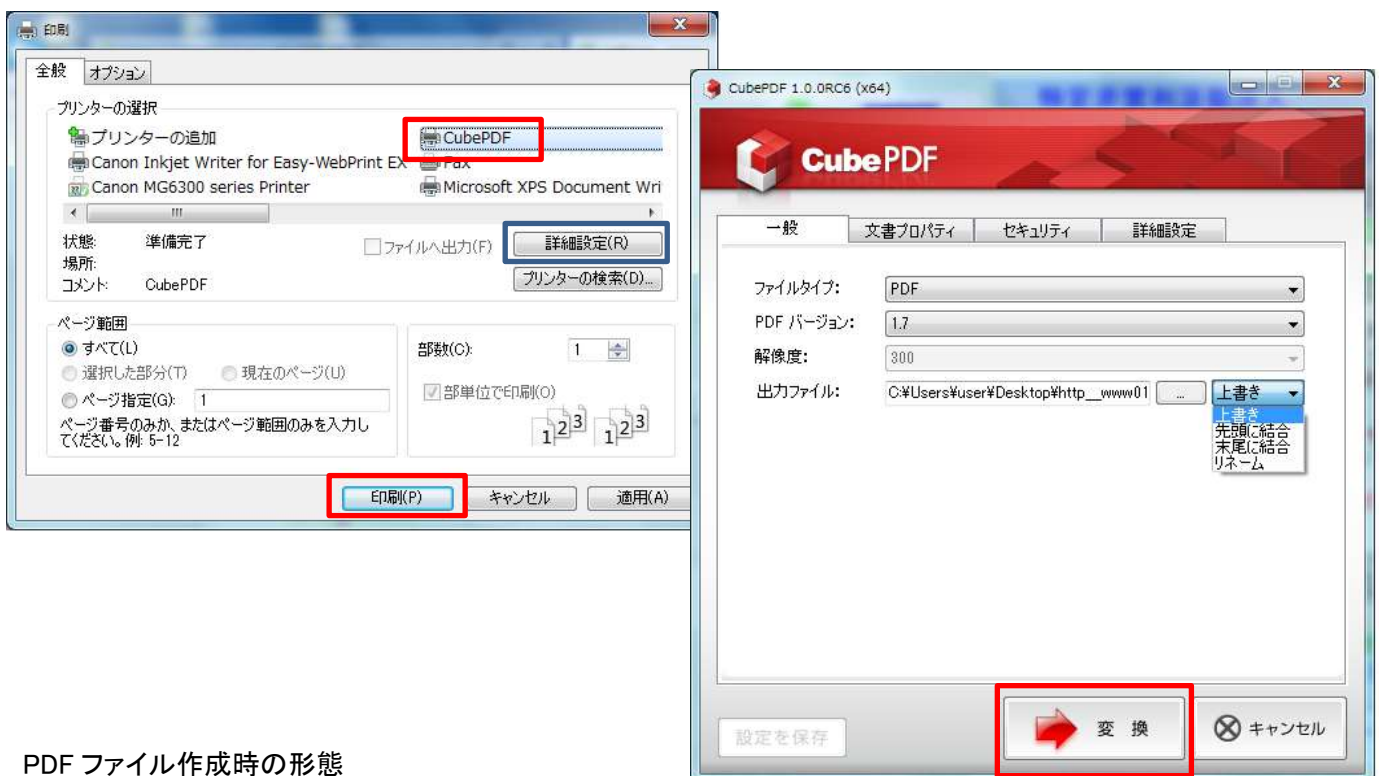 印刷
全般 オプション
プリンターの選択
プリンターの追加
CubePDF
Canon Inkjet Writer for Easy-WebPrint EX
Fax
Canon MG6300 series Printer
Microsoft XPS Document Wri
状態: 準備完了
場所:
コメント: CubePDF
ファイルへ出力(F)
詳細設定(R)
プリンターの検索(D)...
ページ範囲
すべて(L)
選択した部分(T) 現在のページ(U)
ページ指定(G): 1
ページ番号のみか、またはページ範囲のみを入力し
てください。例: 5-12
部数(C): 1
部単位で印刷(O)
1 2 3 1 2 3
印刷(P) キャンセル 適用(A)
CubePDF 1.0.0RC6 (x64)
CubePDF
一般 文書プロパティ セキュリティ 詳細設定
ファイルタイプ: PDF
PDF バージョン: 1.7
解像度: 300
出力ファイル: C:¥Users¥user¥Desktop¥http__www01 ... 上書き
上書き
先頭に結合
末尾に結合
リネーム
設定を保存 変 換 キャンセル
PDF ファイル作成時の形態